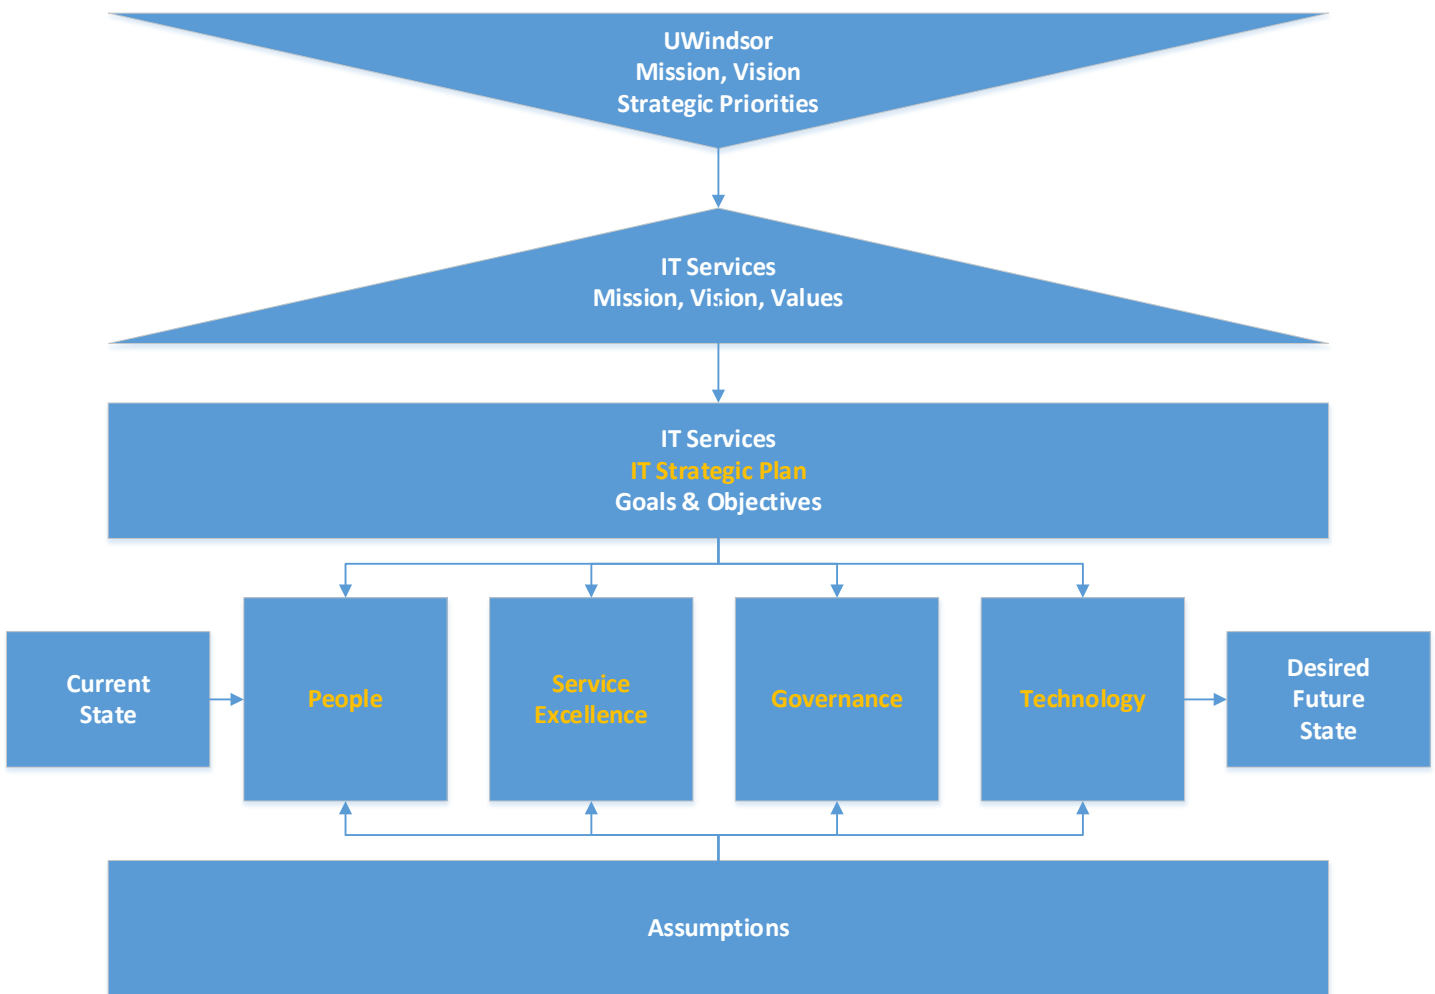 UWindsor
Mission, Vision
Strategic Priorities
IT Services
Mission, Vision, Values
IT Services
IT Strategic Plan
Goals & Objectives
Current
State
People
Service
Excellence
Governance
Technology
Desired
Future
State
Assumptions